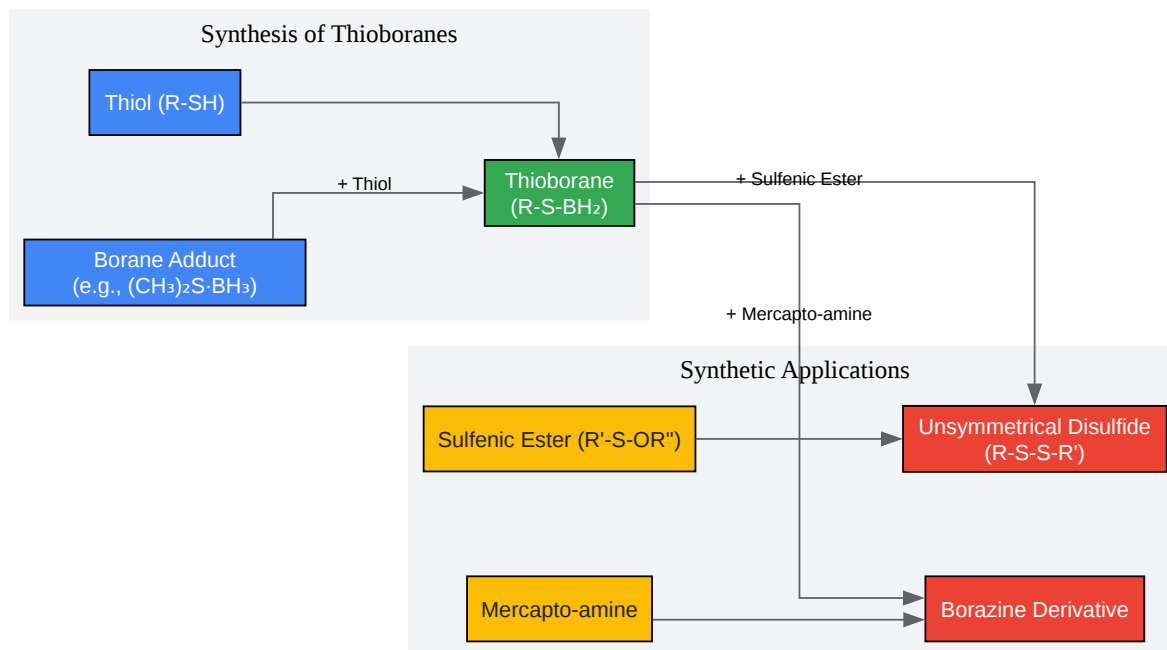 Synthesis of Thioboranes
Thiol (R-SH)
+ Thiol
Thioborane
(R-S-BH₂)
Borane Adduct
(e.g., (CH₃)₂S·BH₃)
+ Sulfenic Ester
+ Mercapto-amine
Synthetic Applications
Sulfenic Ester (R'-S-OR")
Unsymmetrical Disulfide
(R-S-S-R')
Mercapto-amine
Borazine Derivative